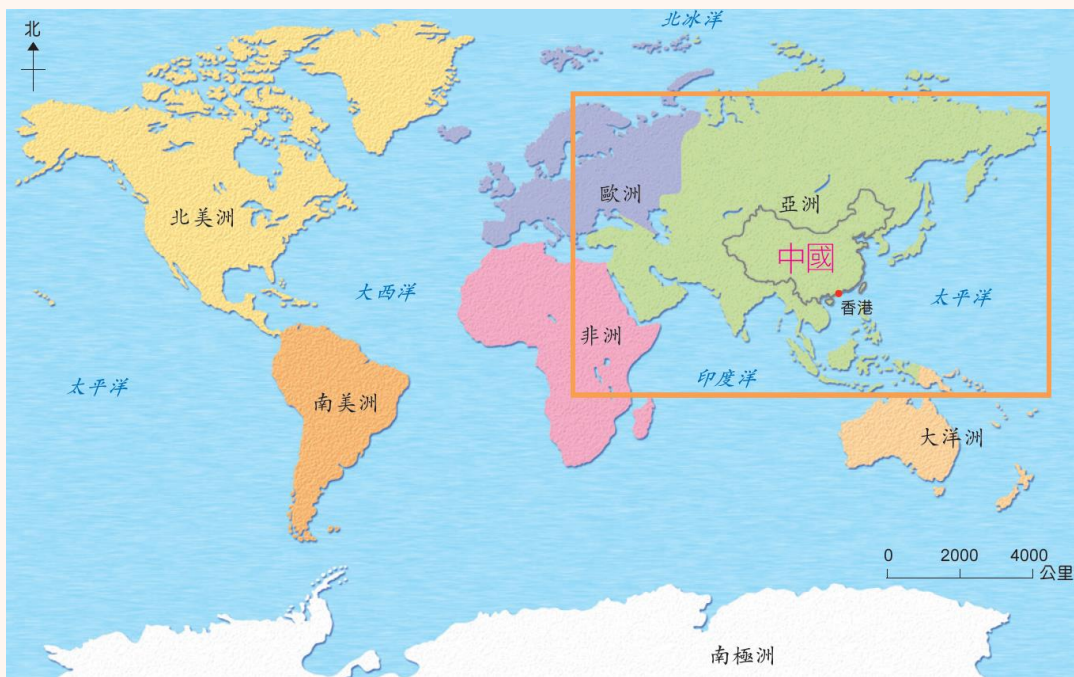 北
北冰洋
北美洲
歐洲
亞洲
中國
香港
大西洋
太平洋
非洲
印度洋
太平洋
南美洲
大洋洲
0 2000 4000
公里
南極洲